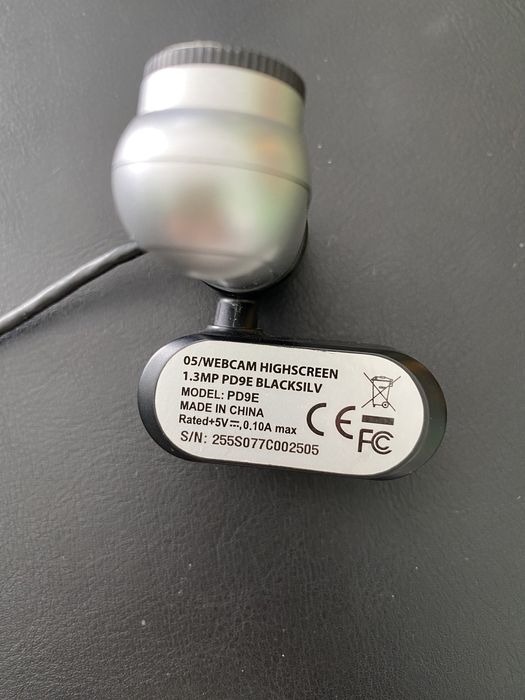 05/WEBCAM HIGHSCREEN
1.3MP PD9E BLACKSILV
MODEL: PD9E
MADE IN CHINA
Rated+5V⎓,0.10A max
S/N: 255S077C002505
CE
FC